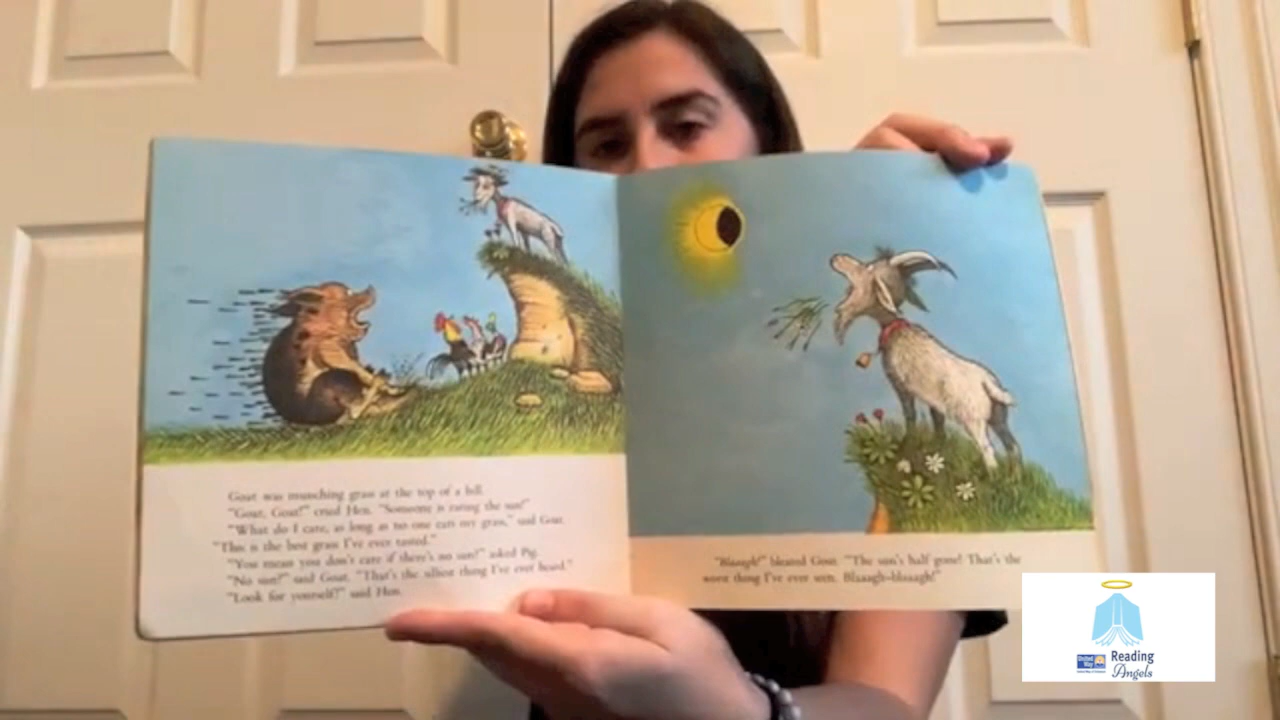 Goat was munching grass at the top of a hill.
"Goat, Goat!" cried Hen. "Someone is eating the sun!"
"What do I care, as long as no one eats my grass," said Goat.
"This is the best grass I've ever tasted."
"You mean you don't care if there's no sun?" asked Pig.
"No sun?" said Goat. "That's the silliest thing I've ever heard."
"Look for yourself!" said Hen.
"Blaaagh!" bleated Goat. "The sun's half gone! That's the
worst thing I've ever seen. Blaaagh-blaaagh!"
United
Way
Reading
Angels